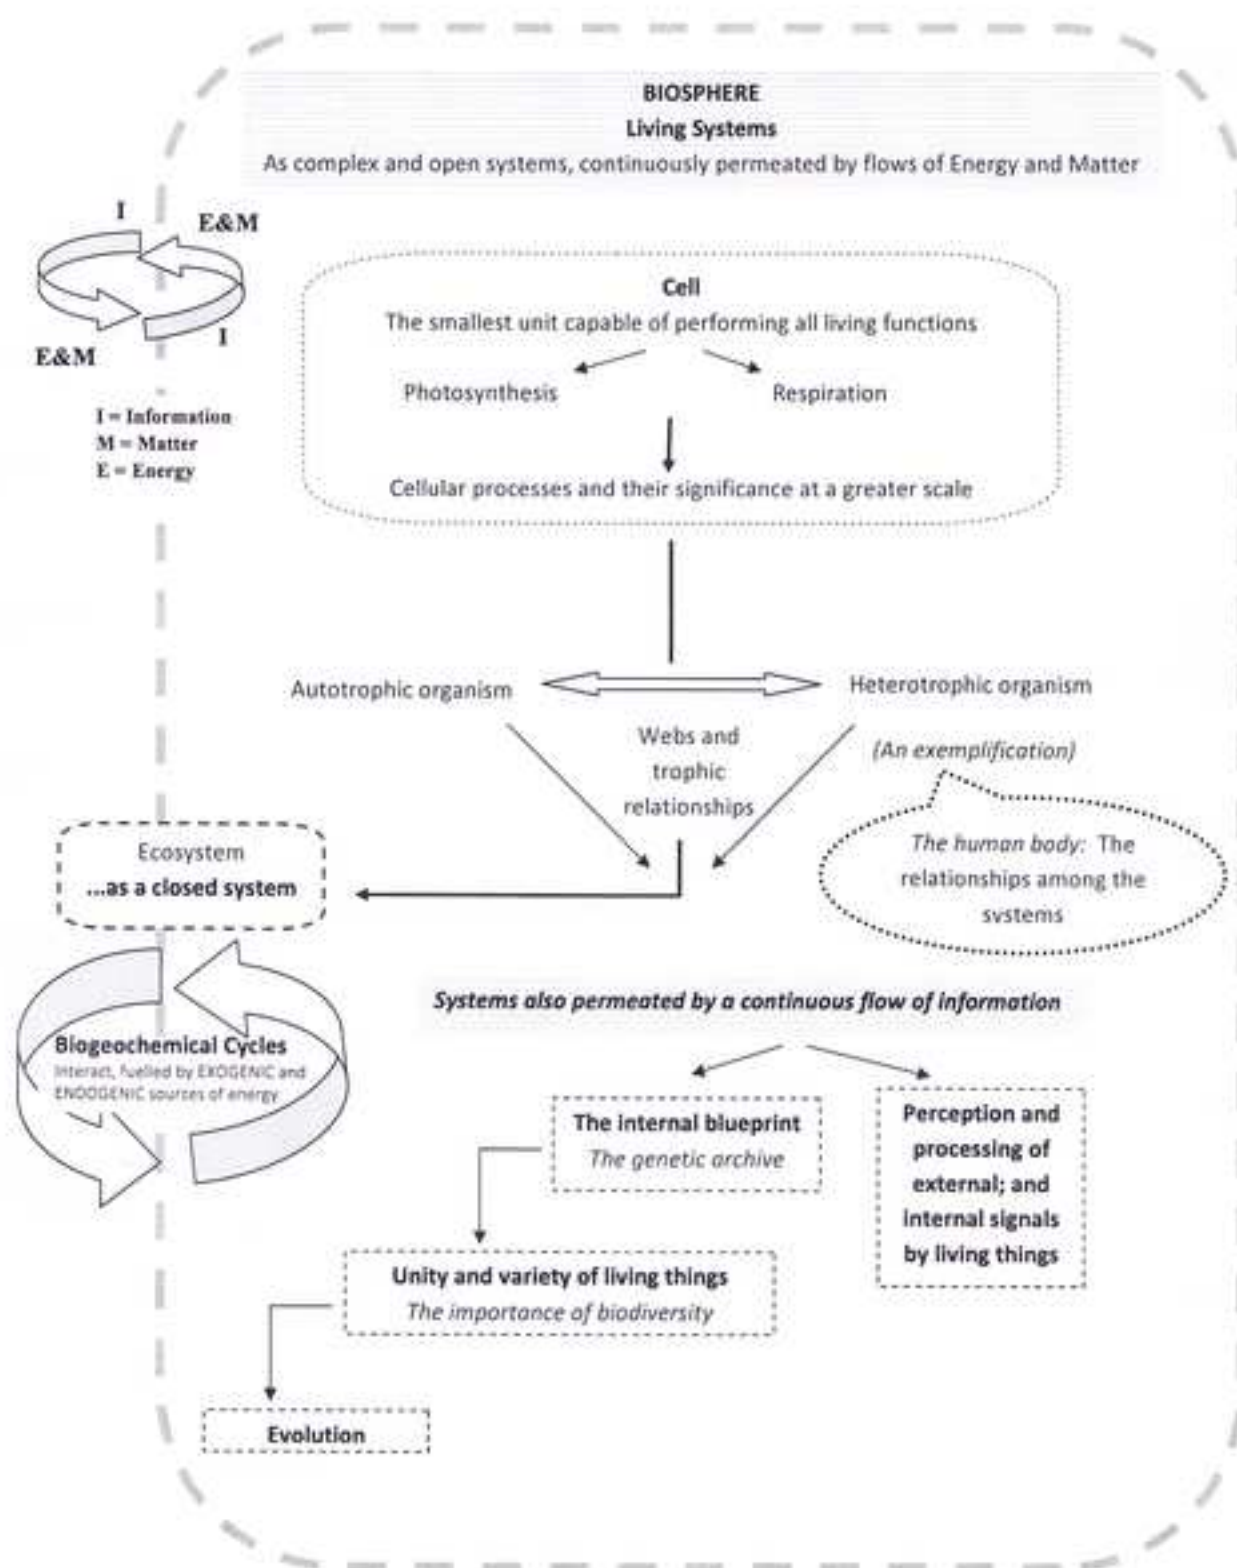 BIOSPHERE
Living Systems
As complex and open systems, continuously permeated by flows of Energy and Matter
I
E&M
E&M
I
I = Information
M = Matter
E = Energy
Cell
The smallest unit capable of performing all living functions
Photosynthesis
Respiration
Cellular processes and their significance at a greater scale
Autotrophic organism
Heterotrophic organism
Webs and
trophic
relationships
(An exemplification)
The human body: The
relationships among the
systems
Ecosystem
...as a closed system
Biogeochemical Cycles
Interact, fuelled by EXOGENIC and
ENDOGENIC sources of energy
Systems also permeated by a continuous flow of information
The internal blueprint
The genetic archive
Perception and
processing of
external; and
internal signals
by living things
Unity and variety of living things
The importance of biodiversity
Evolution